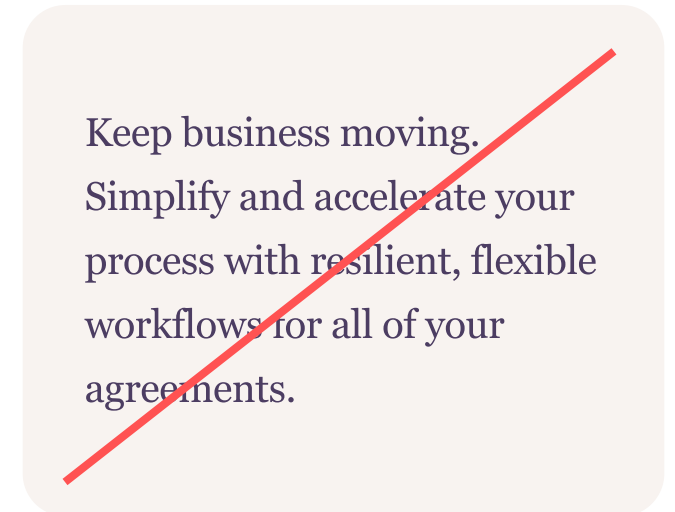 Keep business moving.
Simplify and accelerate your
process with resilient, flexible
workflows for all of your
agreements.